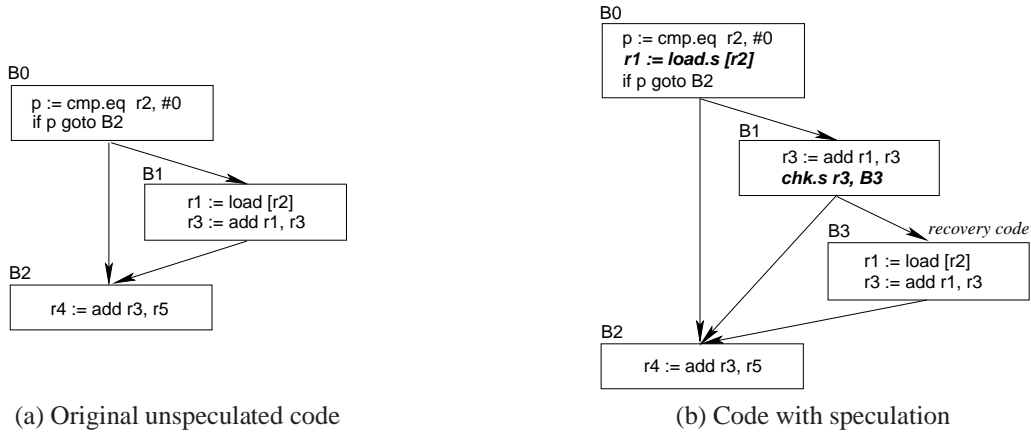 B0
p := cmp.eq r2, #0
if p goto B2
B1
r1 := load [r2]
r3 := add r1, r3
B2
r4 := add r3, r5
(a) Original unspeculated code
B0
p := cmp.eq r2, #0
r1 := load.s [r2]
if p goto B2
B1
r3 := add r1, r3
chk.s r3, B3
recovery code
B3
r1 := load [r2]
r3 := add r1, r3
B2
r4 := add r3, r5
(b) Code with speculation